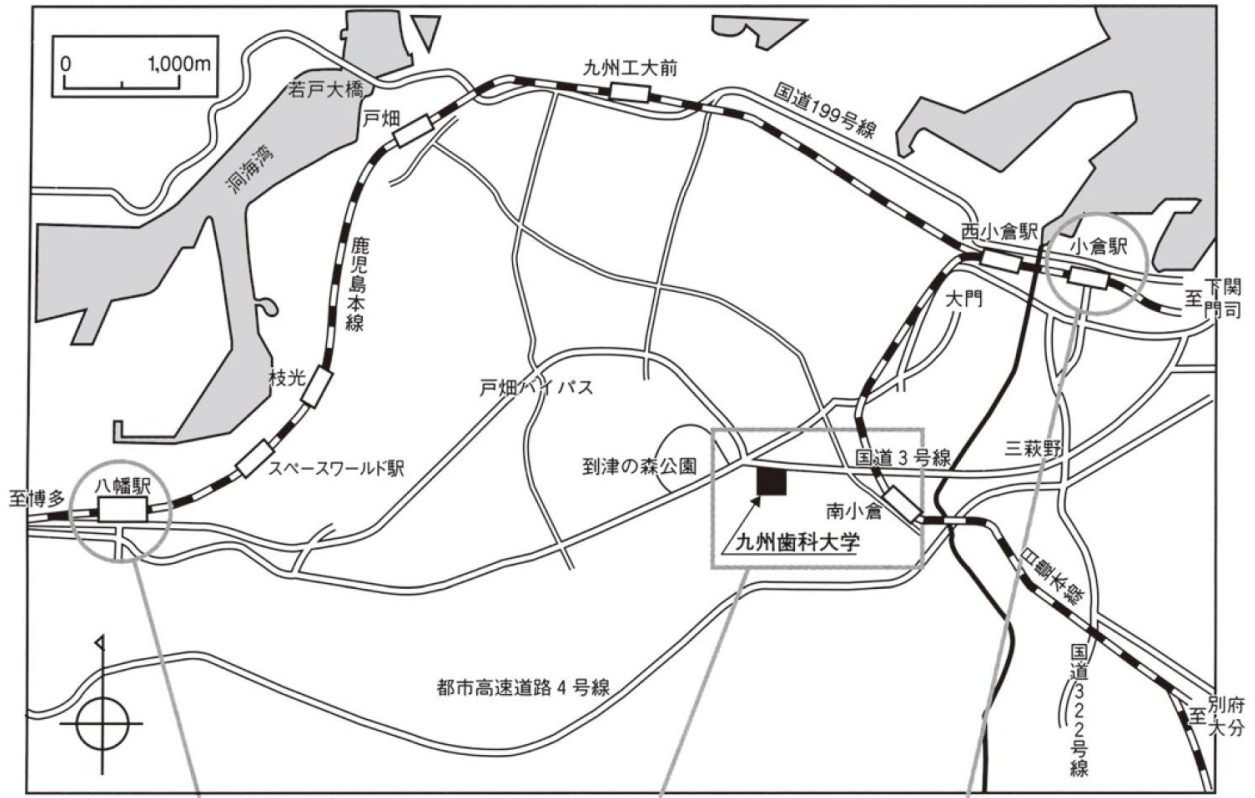 0 1,000m
若戸大橋
戸畑
九州工大前
国道199号線
洞海湾
鹿児島本線
西小倉駅
小倉駅
大門
至 下関
門司
枝光
戸畑バイパス
スペースワールド駅
到津の森公園
国道3号線
三萩野
至博多
八幡駅
南小倉
九州歯科大学
日豊本線
都市高速道路4号線
国道322号線
至 別府
大分